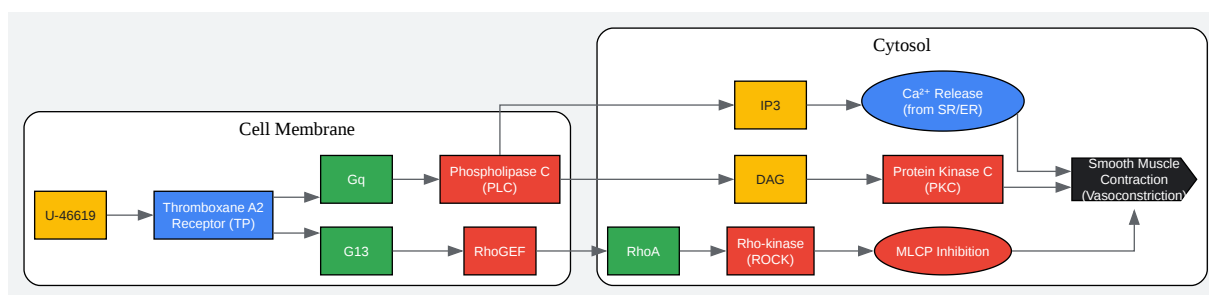 Cytosol
IP3
Ca²⁺ Release
(from SR/ER)
Cell Membrane
Gq
Phospholipase C
(PLC)
DAG
Protein Kinase C
(PKC)
Smooth Muscle
Contraction
(Vasoconstriction)
U-46619
Thromboxane A2
Receptor (TP)
G13
RhoGEF
RhoA
Rho-kinase
(ROCK)
MLCP Inhibition